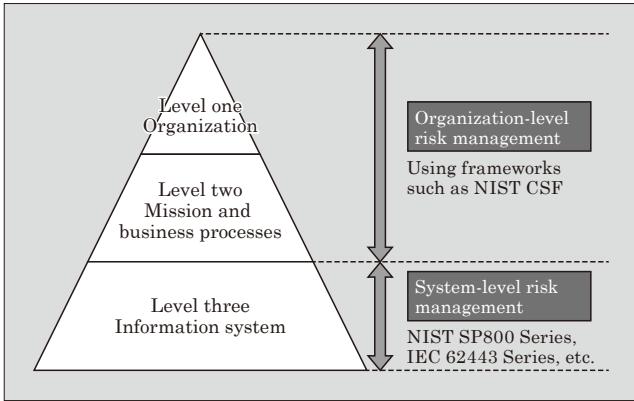 Level one
Organization
Level two
Mission and
business processes
Level three
Information system
Organization-level
risk management
Using frameworks
such as NIST CSF
System-level risk
management
NIST SP800 Series,
IEC 62443 Series, etc.